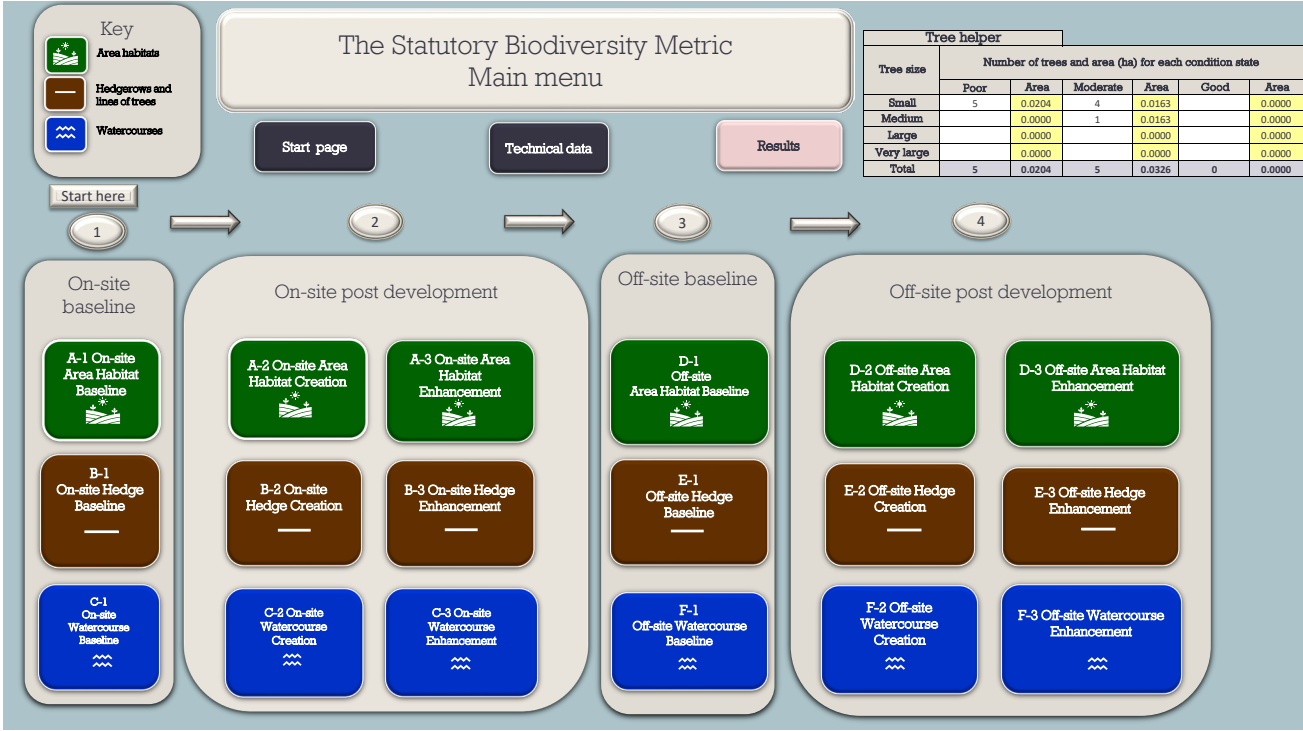 Key
Area habitats
Hedgerows and
lines of trees
Watercourses
The Statutory Biodiversity Metric
Main menu
Start page
Technical data
Results
Tree helper
Tree size
Number of trees and area (ha) for each condition state
Poor Area Moderate Area Good Area
Small 5 0.0204 4 0.0163 0.0000
Medium 0.0000 1 0.0163 0.0000
Large 0.0000 0.0000 0.0000
Very large 0.0000 0.0000 0.0000
Total 5 0.0204 5 0.0326 0 0.0000
Start here
1
2
3
4
On-site
baseline
A-1 On-site
Area Habitat
Baseline
B-1
On-site Hedge
Baseline
C-1
On-site
Watercourse
Baseline
On-site post development
A-2 On-site Area
Habitat Creation
A-3 On-site Area
Habitat
Enhancement
B-2 On-site
Hedge Creation
B-3 On-site Hedge
Enhancement
C-2 On-site
Watercourse
Creation
C-3 On-site
Watercourse
Enhancement
Off-site baseline
D-1
Off-site
Area Habitat Baseline
E-1
Off-site Hedge
Baseline
F-1
Off-site Watercourse
Baseline
Off-site post development
D-2 Off-site Area
Habitat Creation
D-3 Off-site Area Habitat
Enhancement
E-2 Off-site Hedge
Creation
E-3 Off-site Hedge
Enhancement
F-2 Off-site
Watercourse
Creation
F-3 Off-site Watercourse
Enhancement